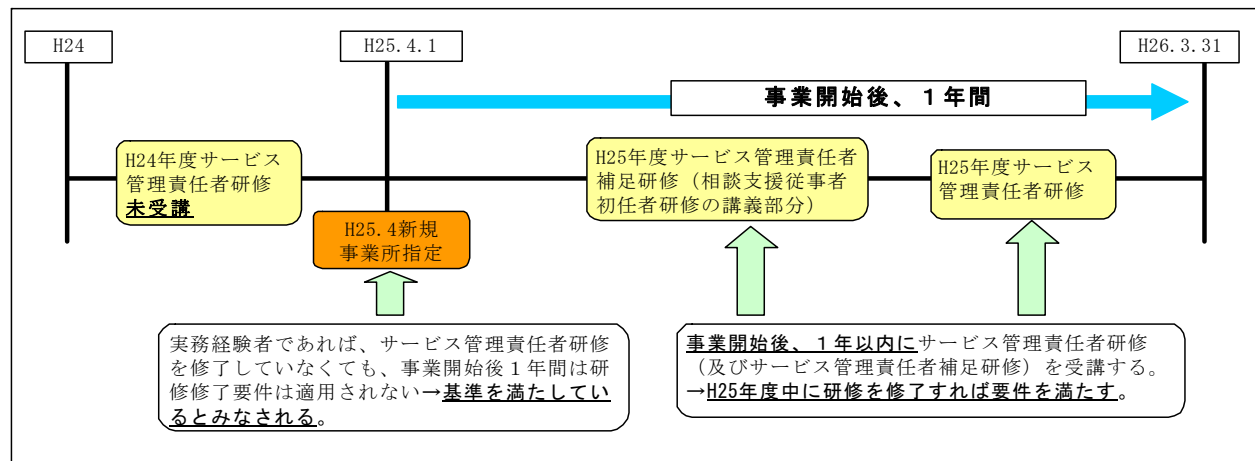 H24
H25.4.1
H26.3.31
事業開始後、１年間
H24年度サービス
管理責任者研修
未受講
H25年度サービス管理責任者
補足研修（相談支援従事者
初任者研修の講義部分）
H25年度サービス
管理責任者研修
H25.4新規
事業所指定
実務経験者であれば、サービス管理責任者研修
を修了していなくても、事業開始後１年間は研
修修了要件は適用されない→基準を満たしてい
るとみなされる。
事業開始後、１年以内にサービス管理責任者研修
（及びサービス管理責任者補足研修）を受講する。
→H25年度中に研修を修了すれば要件を満たす。